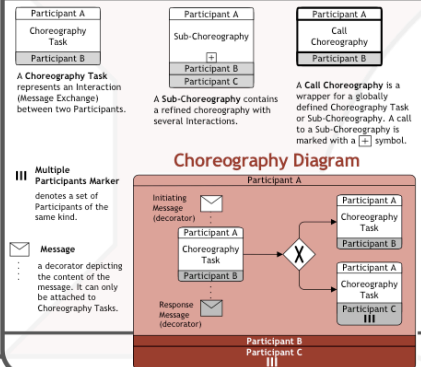 Participant A
Choreography
Task
Participant B
A Choreography Task
represents an Interaction
(Message Exchange)
between two Participants.
Participant A
Sub-Choreography
+
Participant B
Participant C
A Sub-Choreography contains
a refined choreography with
several Interactions.
Participant A
Call
Choreography
Participant B
A Call Choreography is a
wrapper for a globally
defined Choreography Task
or Sub-Choreography. A call
to a Sub-Choreography is
marked with a + symbol.
Multiple
Participants Marker
denotes a set of
Participants of the
same kind.
Message
a decorator depicting
the content of the
message. It can only
be attached to
Choreography Tasks.
Choreography Diagram
Participant A
Initiating
Message
(decorator)
Participant A
Choreography
Task
Participant B
Response
Message
(decorator)
X
Participant A
Choreography
Task
Participant B
Participant A
Choreography
Task
Participant C
Participant B
Participant C